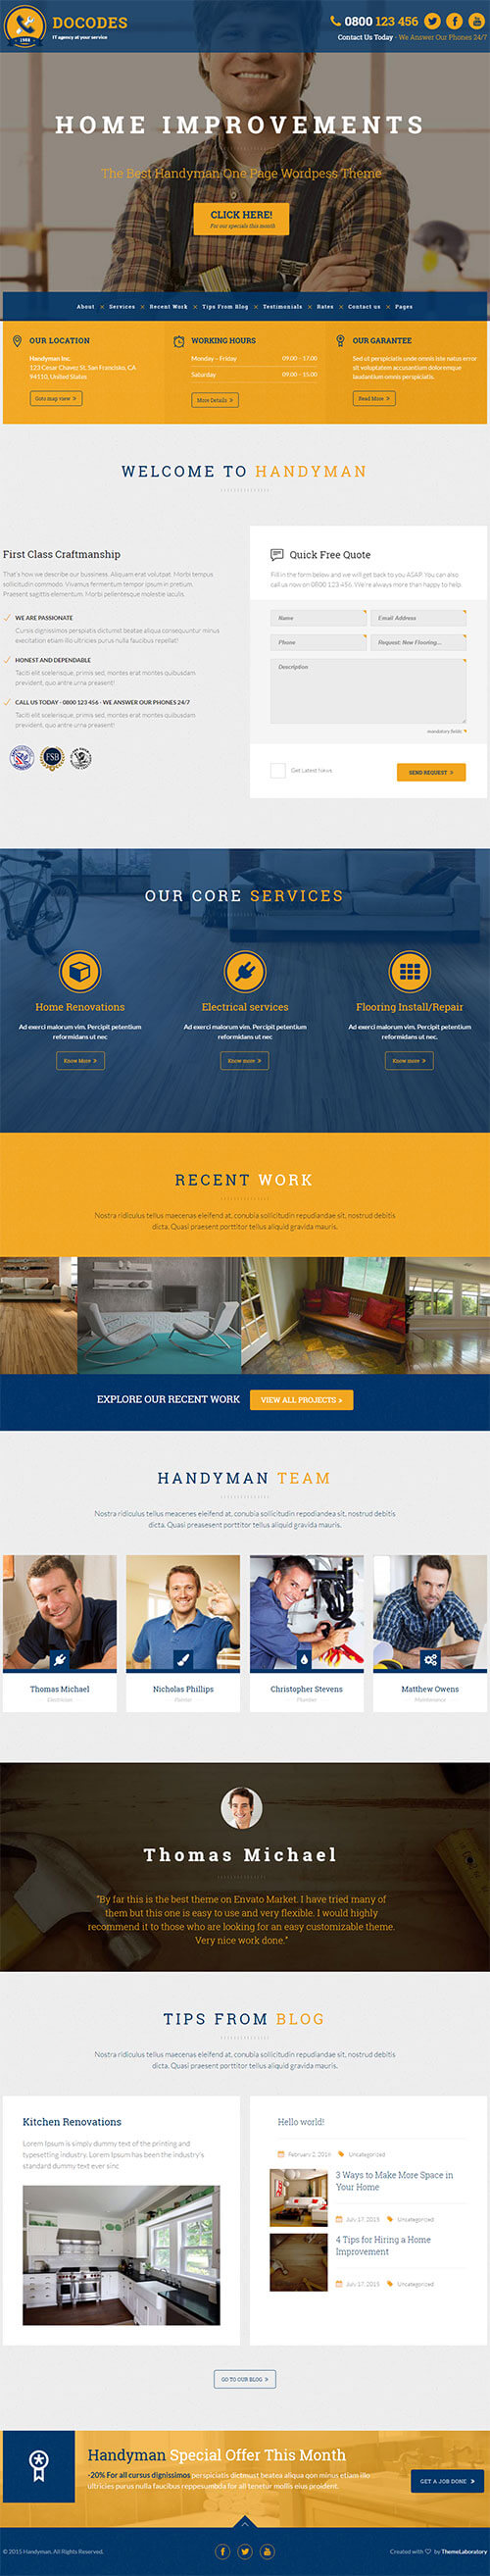 DOCODES
IT agency at your service
1980
0800 123 456
Contact Us Today - We Answer Our Phones 24/7
HOME IMPROVEMENTS
The Best Handyman One Page Wordpess Theme
CLICK HERE!
For our specials this month
About × Services × Recent Work × Tips From Blog × Testimonials × Rates × Contact us × Pages
OUR LOCATION
Handyman Inc.
123 Cesar Chavez St, San Francisko, CA
94110, United States
Goto map view >
WORKING HOURS
Monday – Friday 09.00 - 17.00
Saturday 09.00 - 15.00
More Details >
OUR GARANTEE
Sed ut perspiciatis unde omnis iste natus error
sit voluptatem accusantium doloremque
laudantium omnis perspiciatis.
Read More >
WELCOME TO HANDYMAN
First Class Craftmanship
That's how we describe our bussiness. Aliquam erat volutpat. Morbi tempus
sollicitudin commodo. Vivamus fermentum tempor ipsum in pretium.
Praesent sagittis elementum. Morbi pellentesque molestie iaculis.
WE ARE PASSIONATE
Cursus dignissimos perspiciatis dictumst beatae aliqua consequuntur minus
exercitation etiam illo ultricies purus nulla faucibus repellat!
HONEST AND DEPENDABLE
Taciti elit scelerisque, primis sed, montes erat montes quibusdam
provident, quo antre urna praesent!
CALL US TODAY - 0800 123 456 - WE ANSWER OUR PHONES 24/7
Taciti elit scelerisque, primis sed, montes erat montes quibusdam
provident, quo antre urna praesent!
FSB
Quick Free Quote
Fill in the form below and we will get back to you ASAP. You can also
call us now on 0800 123 456. We're always more than happy to help.
Name
Email Address
Phone
Request: New Flooring...
Description
mandatory fields
Get Latest News
SEND REQUEST >
OUR CORE SERVICES
Home Renovations
Ad exerci malorum vim. Percipit petentium
reformidans ut nec
Know More >
Electrical services
Ad exerci malorum vim. Percipit petentium
reformidans ut nec
Know more >
Flooring Install/Repair
Ad exerci malorum vim. Percipit petentium
reformidans ut nec.
Know more >
RECENT WORK
Nostra ridiculus tellus maecenas eleifend at, conubia sollicitudin repudiandae sit, nostrud debitis
dicta. Quasi praesent porttitor tellus aliquid gravida mauris.
EXPLORE OUR RECENT WORK
VIEW ALL PROJECTS >
HANDYMAN TEAM
Nostra ridiculus tellus meacenes eleifend at, conubia sollicitudin repodiandea sit, nostrud debitis
dicta. Quasi preasesent porttitor tellus aliquid gravida mauris.
Thomas Michael
Electrician
Nicholas Phillips
Painter
Christopher Stevens
Plumber
Matthew Owens
Maintenance
Thomas Michael
"By far this is the best theme on Envato Market. I have tried many of
them but this one is easy to use and very flexible. I would highly
recommend it to those who are looking for an easy customizable theme.
Very nice work done."
TIPS FROM BLOG
Nostra ridiculus tellus maecenas eleifend at, conubia sollicitudin repudiandae sit, nostrud debitis
dicta. Quasi praesent porttitor tellus aliquid gravida mauris.
Kitchen Renovations
Lorem Ipsum is simply dummy text of the printing and
typesetting industry. Lorem Ipsum has been the industry's
standard dummy text ever sinc
Hello world!
February 2, 2016 Uncategorized
3 Ways to Make More Space in
Your Home
July 17, 2015 Uncategorized
4 Tips for Hiring a Home
Improvement
July 17, 2015 Uncategorized
GO TO OUR BLOG >
Handyman Special Offer This Month
-20% For all cursus dignissimos perspiciatis dictmust beatea aliqua qon minus etiam illo
ultricies purus nulla faucibus reppesumbda for all tenetur mollis eius proident.
GET A JOB DONE >
© 2015 Handyman. All Rights Reserved.
Created with ♡ by ThemeLaboratory